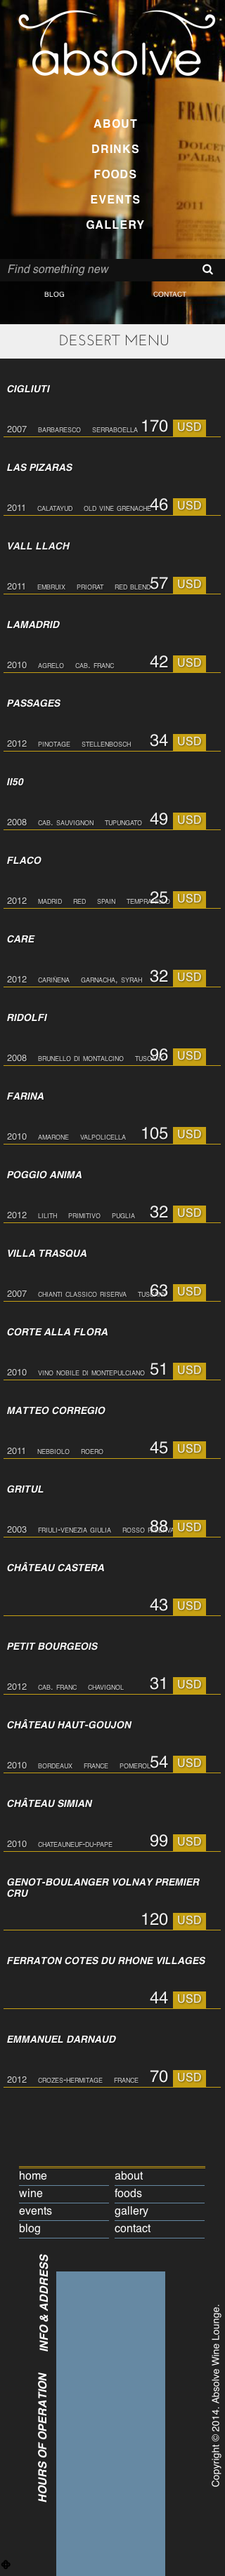 absolve
FRANCO
DOLCET
D'ALBA
2011
ABOUT
DRINKS
FOODS
EVENTS
GALLERY
Find something new
BLOG CONTACT
DESSERT MENU
CIGLIUTI
2007 BARBARESCO SERRABOELLA 170 USD
LAS PIZARAS
2011 CALATAYUD OLD VINE GRENACHE 46 USD
VALL LLACH
2011 EMBRUIX PRIORAT RED BLEND 57 USD
LAMADRID
2010 AGRELO CAB. FRANC 42 USD
PASSAGES
2012 PINOTAGE STELLENBOSCH 34 USD
II50
2008 CAB. SAUVIGNON TUPUNGATO 49 USD
FLACO
2012 MADRID RED SPAIN 25 USD
CARE
2012 CARIÑENA GARNACHA, SYRAH 32 USD
RIDOLFI
2008 BRUNELLO DI MONTALCINO 96 USD
FARINA
2010 AMARONE VALPOLICELLA 105 USD
POGGIO ANIMA
2012 LILITH PRIMITIVO PUGLIA 32 USD
VILLA TRASQUA
2007 CHIANTI CLASSICO RISERVA 63 USD
CORTE ALLA FLORA
2010 VINO NOBILE DI MONTEPULCIANO 51 USD
MATTEO CORREGIO
2011 NEBBIOLO ROERO 45 USD
GRITUL
2003 FRIULI-VENEZIA GIULIA ROSSO 88 USD
CHÂTEAU CASTERA
43 USD
PETIT BOURGEOIS
2012 CAB. FRANC CHAVIGNOL 31 USD
CHÂTEAU HAUT-GOUJON
2010 BORDEAUX FRANCE POMEROL 54 USD
CHÂTEAU SIMIAN
2010 CHATEAUNEUF-DU-PAPE 99 USD
GENOT-BOULANGER VOLNAY PREMIER
CRU
120 USD
FERRATON COTES DU RHONE VILLAGES
44 USD
EMMANUEL DARNAUD
2012 CROZES-HERMITAGE FRANCE 70 USD
home about
wine foods
events gallery
blog contact
INFO & ADDRESS
HOURS OF OPERATION
Copyright © 2014. Absolve Wine Lounge.